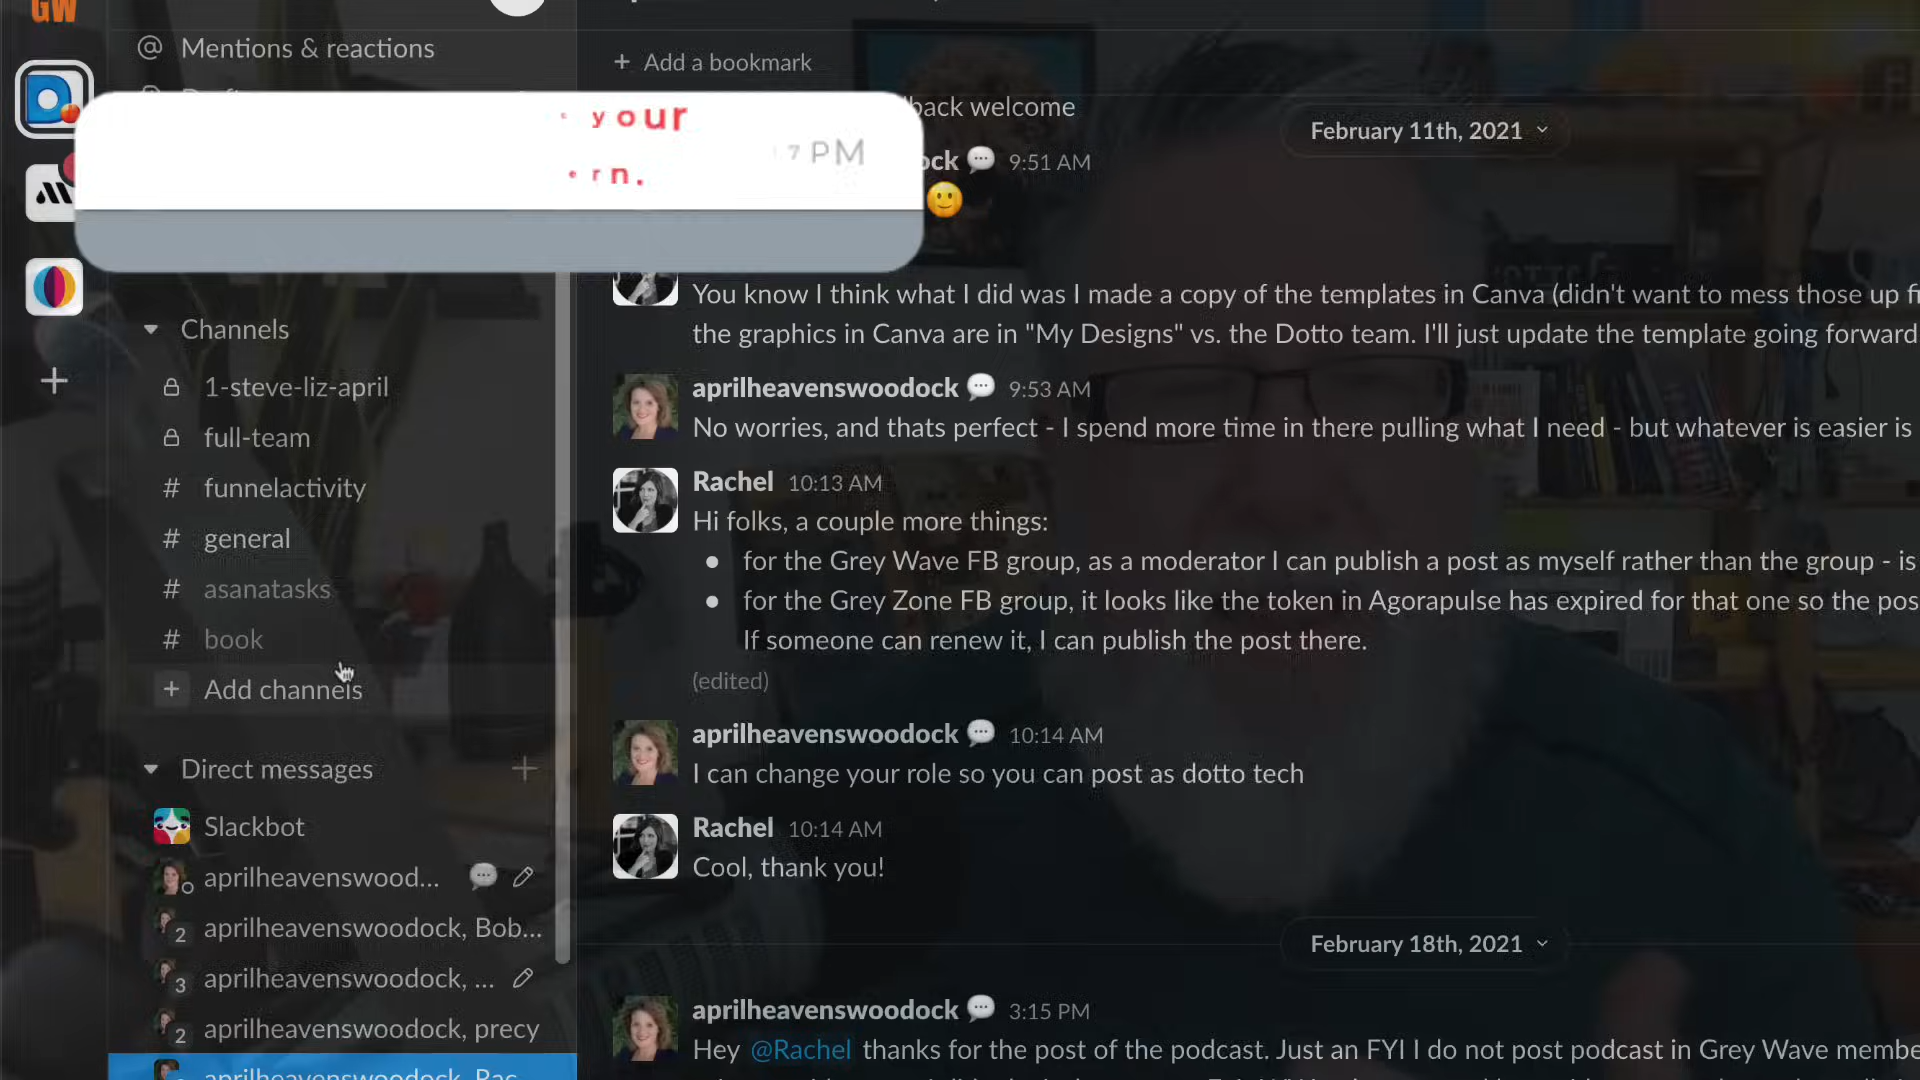 GW
Mentions & reactions
+ Add a bookmark
back welcome
February 11th, 2021
your
7 PM
rn.
ock 9:51 AM
You know I think what I did was I made a copy of the templates in Canva (didn't want to mess those up
the graphics in Canva are in "My Designs" vs. the Dotto team. I'll just update the template going forward
Channels
1-steve-liz-april
full-team
# funnelactivity
# general
# asanatasks
# book
+ Add channels
aprilheavenswoodock 9:53 AM
No worries, and thats perfect - I spend more time in there pulling what I need - but whatever is easier is
Rachel 10:13 AM
Hi folks, a couple more things:
• for the Grey Wave FB group, as a moderator I can publish a post as myself rather than the group - is
• for the Grey Zone FB group, it looks like the token in Agorapulse has expired for that one so the pos
If someone can renew it, I can publish the post there.
(edited)
aprilheavenswoodock 10:14 AM
I can change your role so you can post as dotto tech
Rachel 10:14 AM
Cool, thank you!
Direct messages +
Slackbot
aprilheavenswood...
2 aprilheavenswoodock, Bob...
3 aprilheavenswoodock, ...
2 aprilheavenswoodock, precy
aprilheavenswoodock, Rac...
February 18th, 2021
aprilheavenswoodock 3:15 PM
Hey @Rachel thanks for the post of the podcast. Just an FYI I do not post podcast in Grey Wave membe